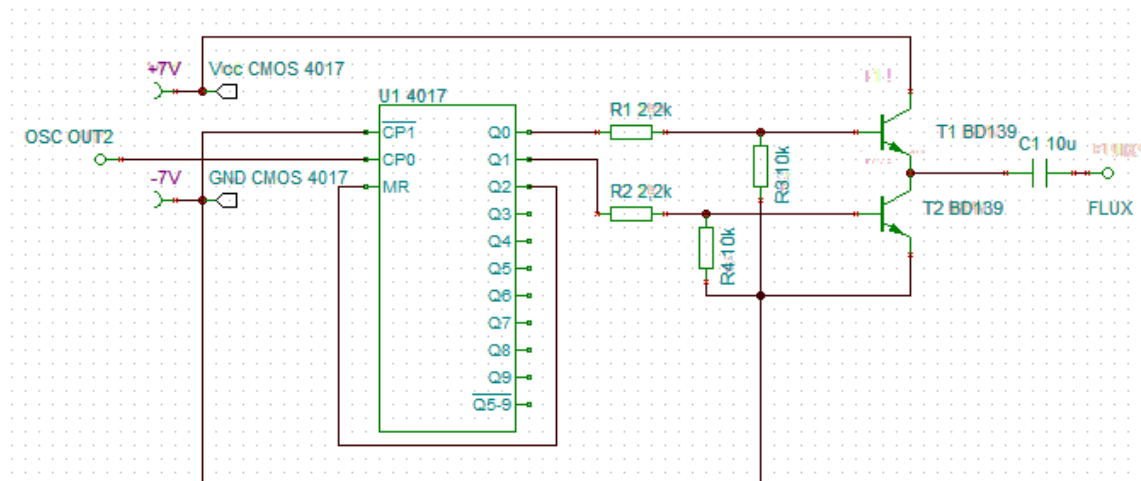 +7V
Vcc CMOS 4017
U1 4017
OSC OUT2
-7V
GND CMOS 4017
CP1
CP0
MR
Q0
Q1
Q2
Q3
Q4
Q5
Q6
Q7
Q8
Q9
Q5-9
R1 2,2k
R2 2,2k
R3 10k
R4 10k
T1 BD139
C1 10u
T2 BD139
FLUX